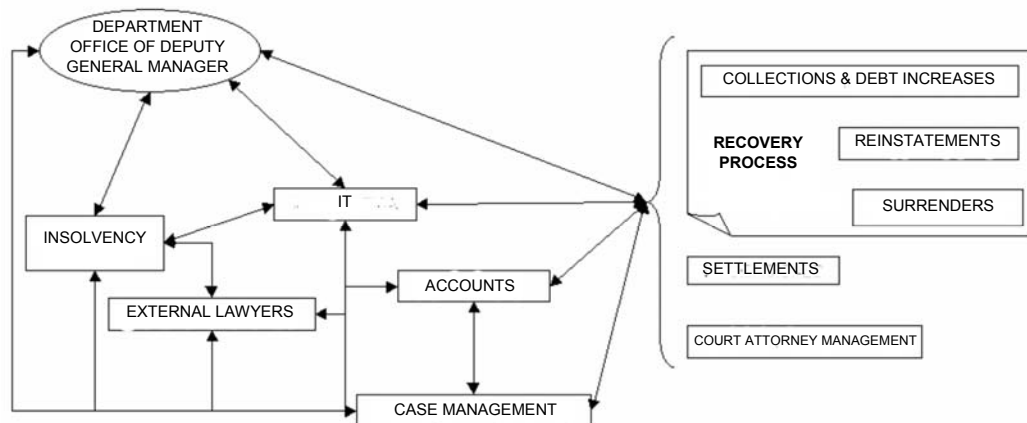 DEPARTMENT
OFFICE OF DEPUTY
GENERAL MANAGER
COLLECTIONS & DEBT INCREASES
RECOVERY
PROCESS
REINSTATEMENTS
SURRENDERS
IT
INSOLVENCY
SETTLEMENTS
ACCOUNTS
EXTERNAL LAWYERS
COURT ATTORNEY MANAGEMENT
CASE MANAGEMENT